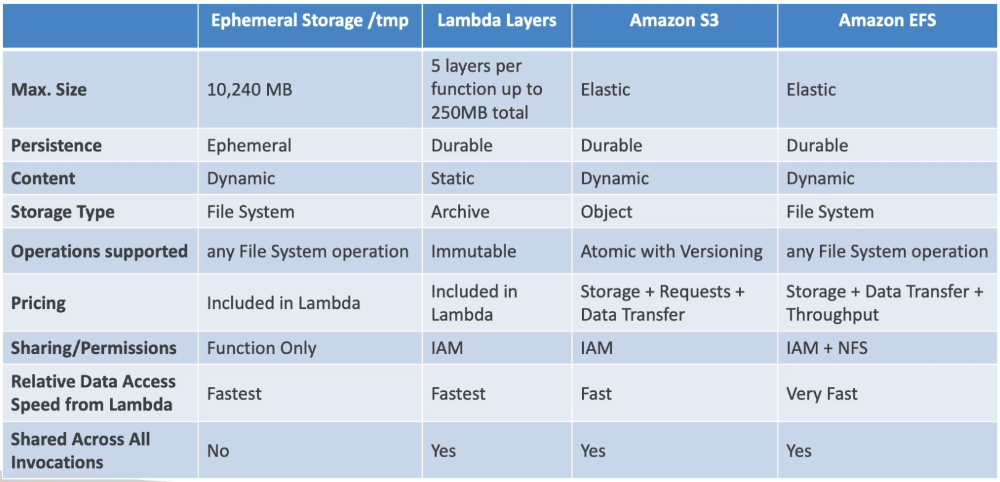 Ephemeral Storage /tmp Lambda Layers Amazon S3 Amazon EFS
Max. Size 10,240 MB 5 layers per function up to 250MB total Elastic Elastic
Persistence Ephemeral Durable Durable Durable
Content Dynamic Static Dynamic Dynamic
Storage Type File System Archive Object File System
Operations supported any File System operation Immutable Atomic with Versioning any File System operation
Pricing Included in Lambda Included in Lambda Storage + Requests + Data Transfer Storage + Data Transfer + Throughput
Sharing/Permissions Function Only IAM IAM IAM + NFS
Relative Data Access Speed from Lambda Fastest Fastest Fast Very Fast
Shared Across All Invocations No Yes Yes Yes